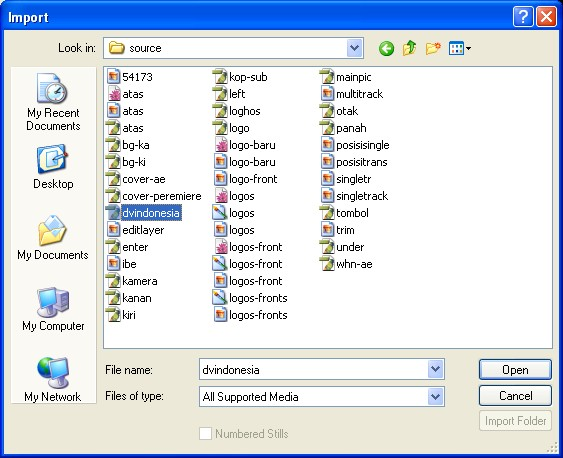 Import
Look in:
source
My Recent
Documents
Desktop
My Documents
My Computer
My Network
54173
atas
atas
atas
bg-ka
bg-ki
cover-ae
cover-peremiere
dvindonesia
editlayer
enter
ibe
kamera
kanan
kiri
kop-sub
left
loghos
logo
logo-baru
logo-baru
logo-front
logos
logos
logos
logos-front
logos-front
logos-front
logos-fronts
logos-fronts
mainpic
multitrack
otak
panah
posisisingle
posisitrans
singletr
singletrack
tombol
trim
under
whn-ae
File name:
dvindonesia
Open
Files of type:
All Supported Media
Cancel
Import Folder
Numbered Stills